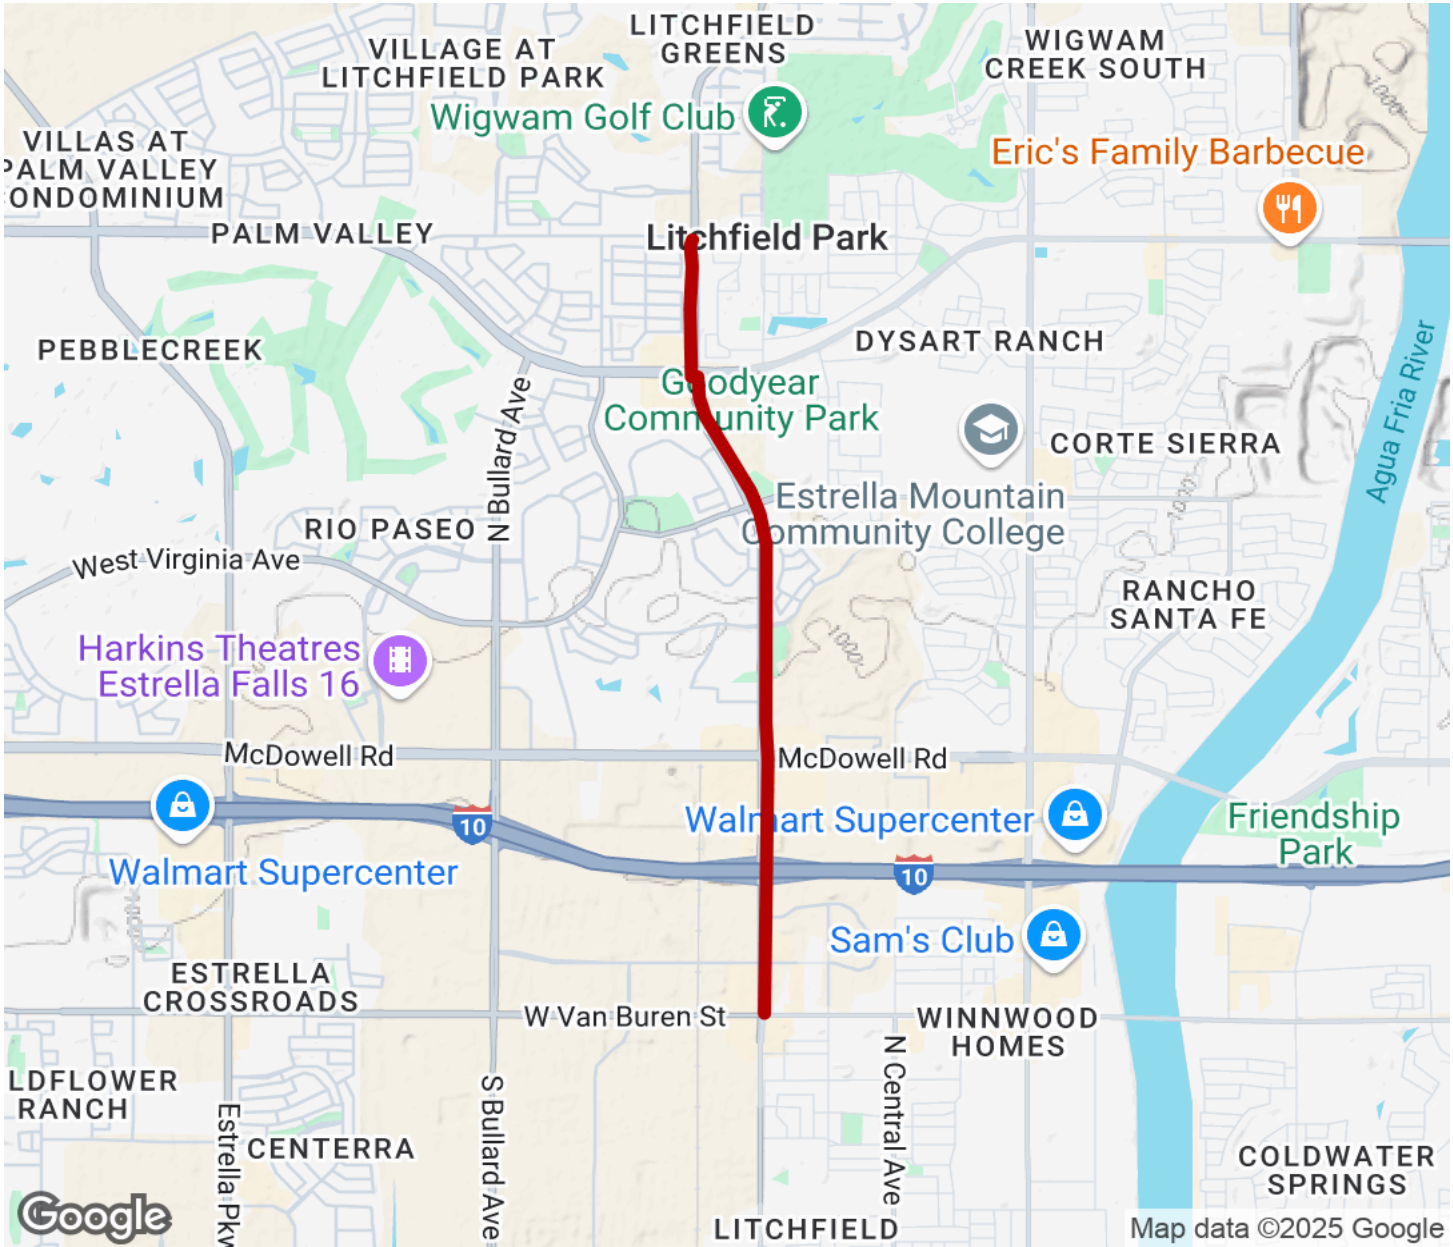 LITCHFIELD
GREENS
VILLAGE AT
LITCHFIELD PARK
WIGWAM
CREEK SOUTH
1000
Wigwam Golf Club
VILLAS AT
PALM VALLEY
CONDOMINIUM
Eric's Family Barbecue
PALM VALLEY
Litchfield Park
PEBBLECREEK
DYSART RANCH
Goodyear
Community Park
N Bullard Ave
Agua Fria River
CORTE SIERRA
Estrella Mountain
Community College
1000
RIO PASEO
West Virginia Ave
RANCHO
SANTA FE
1000
Harkins Theatres
Estrella Falls 16
McDowell Rd
McDowell Rd
10
Walmart Supercenter
Friendship
Park
Walmart Supercenter
10
Sam's Club
ESTRELLA
CROSSROADS
W Van Buren St
WINNWOOD
HOMES
LDFLOWER
RANCH
S Bullard Ave
N Central Ave
Estrella Pkw
CENTERRA
COLDWATER
SPRINGS
Google
LITCHFIELD
Map data ©2025 Google